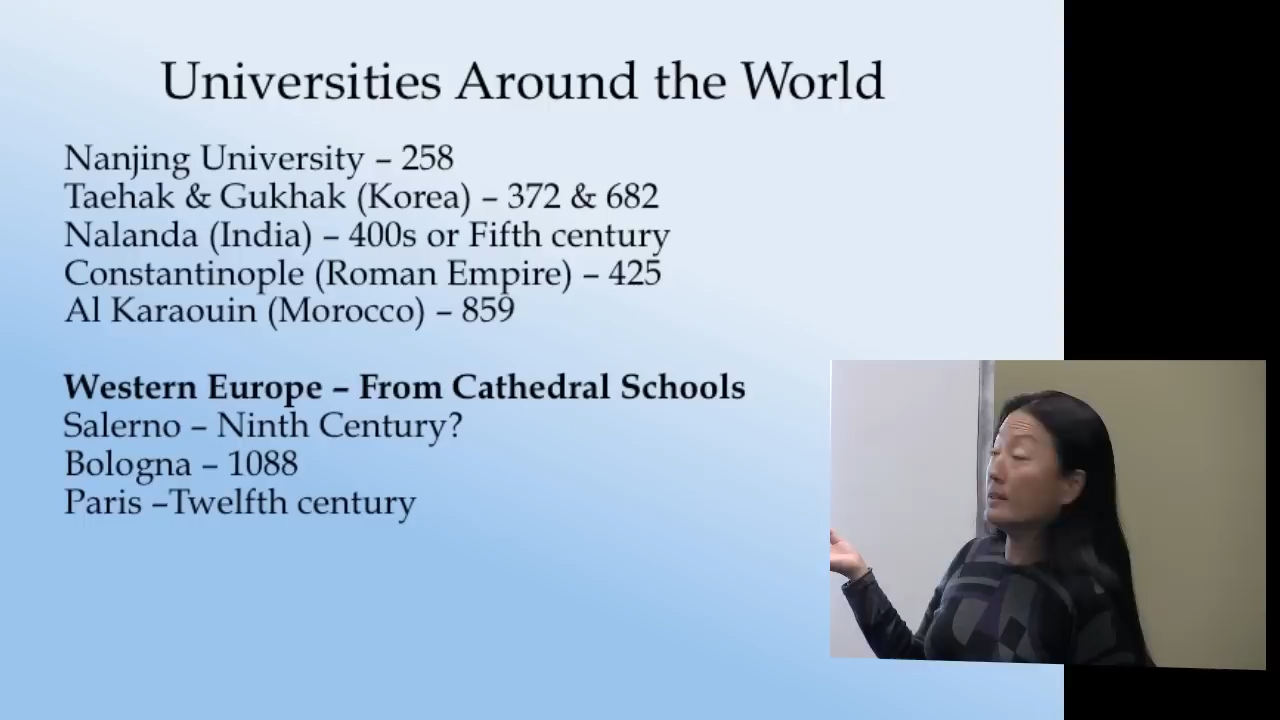 Universities Around the World
Nanjing University – 258
Taehak & Gukhak (Korea) – 372 & 682
Nalanda (India) – 400s or Fifth century
Constantinople (Roman Empire) – 425
Al Karaouin (Morocco) – 859
Western Europe – From Cathedral Schools
Salerno – Ninth Century?
Bologna – 1088
Paris –Twelfth century